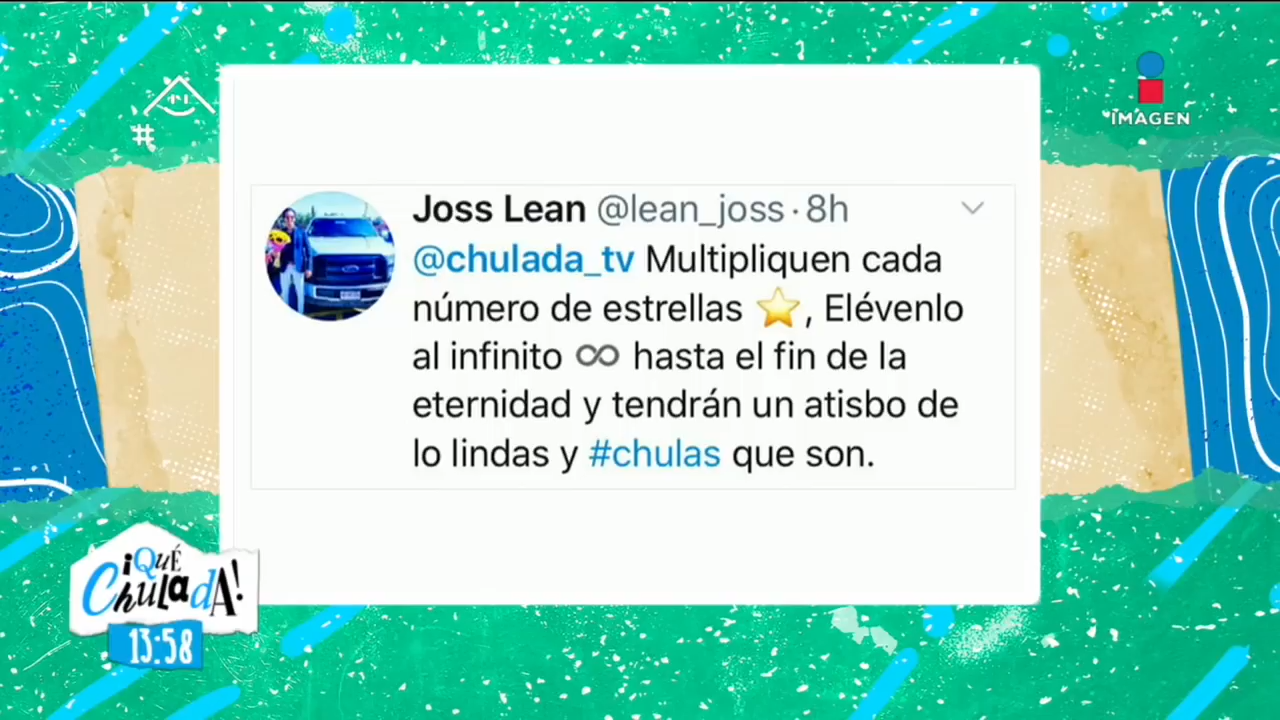 #
IMAGEN
Joss Lean @lean_joss · 8h
@chulada_tv Multipliquen cada
número de estrellas ⭐, Elévenlo
al infinito ∞ hasta el fin de la
eternidad y tendrán un atisbo de
lo lindas y #chulas que son.
¡QUÉ
ChuladA!
13:58